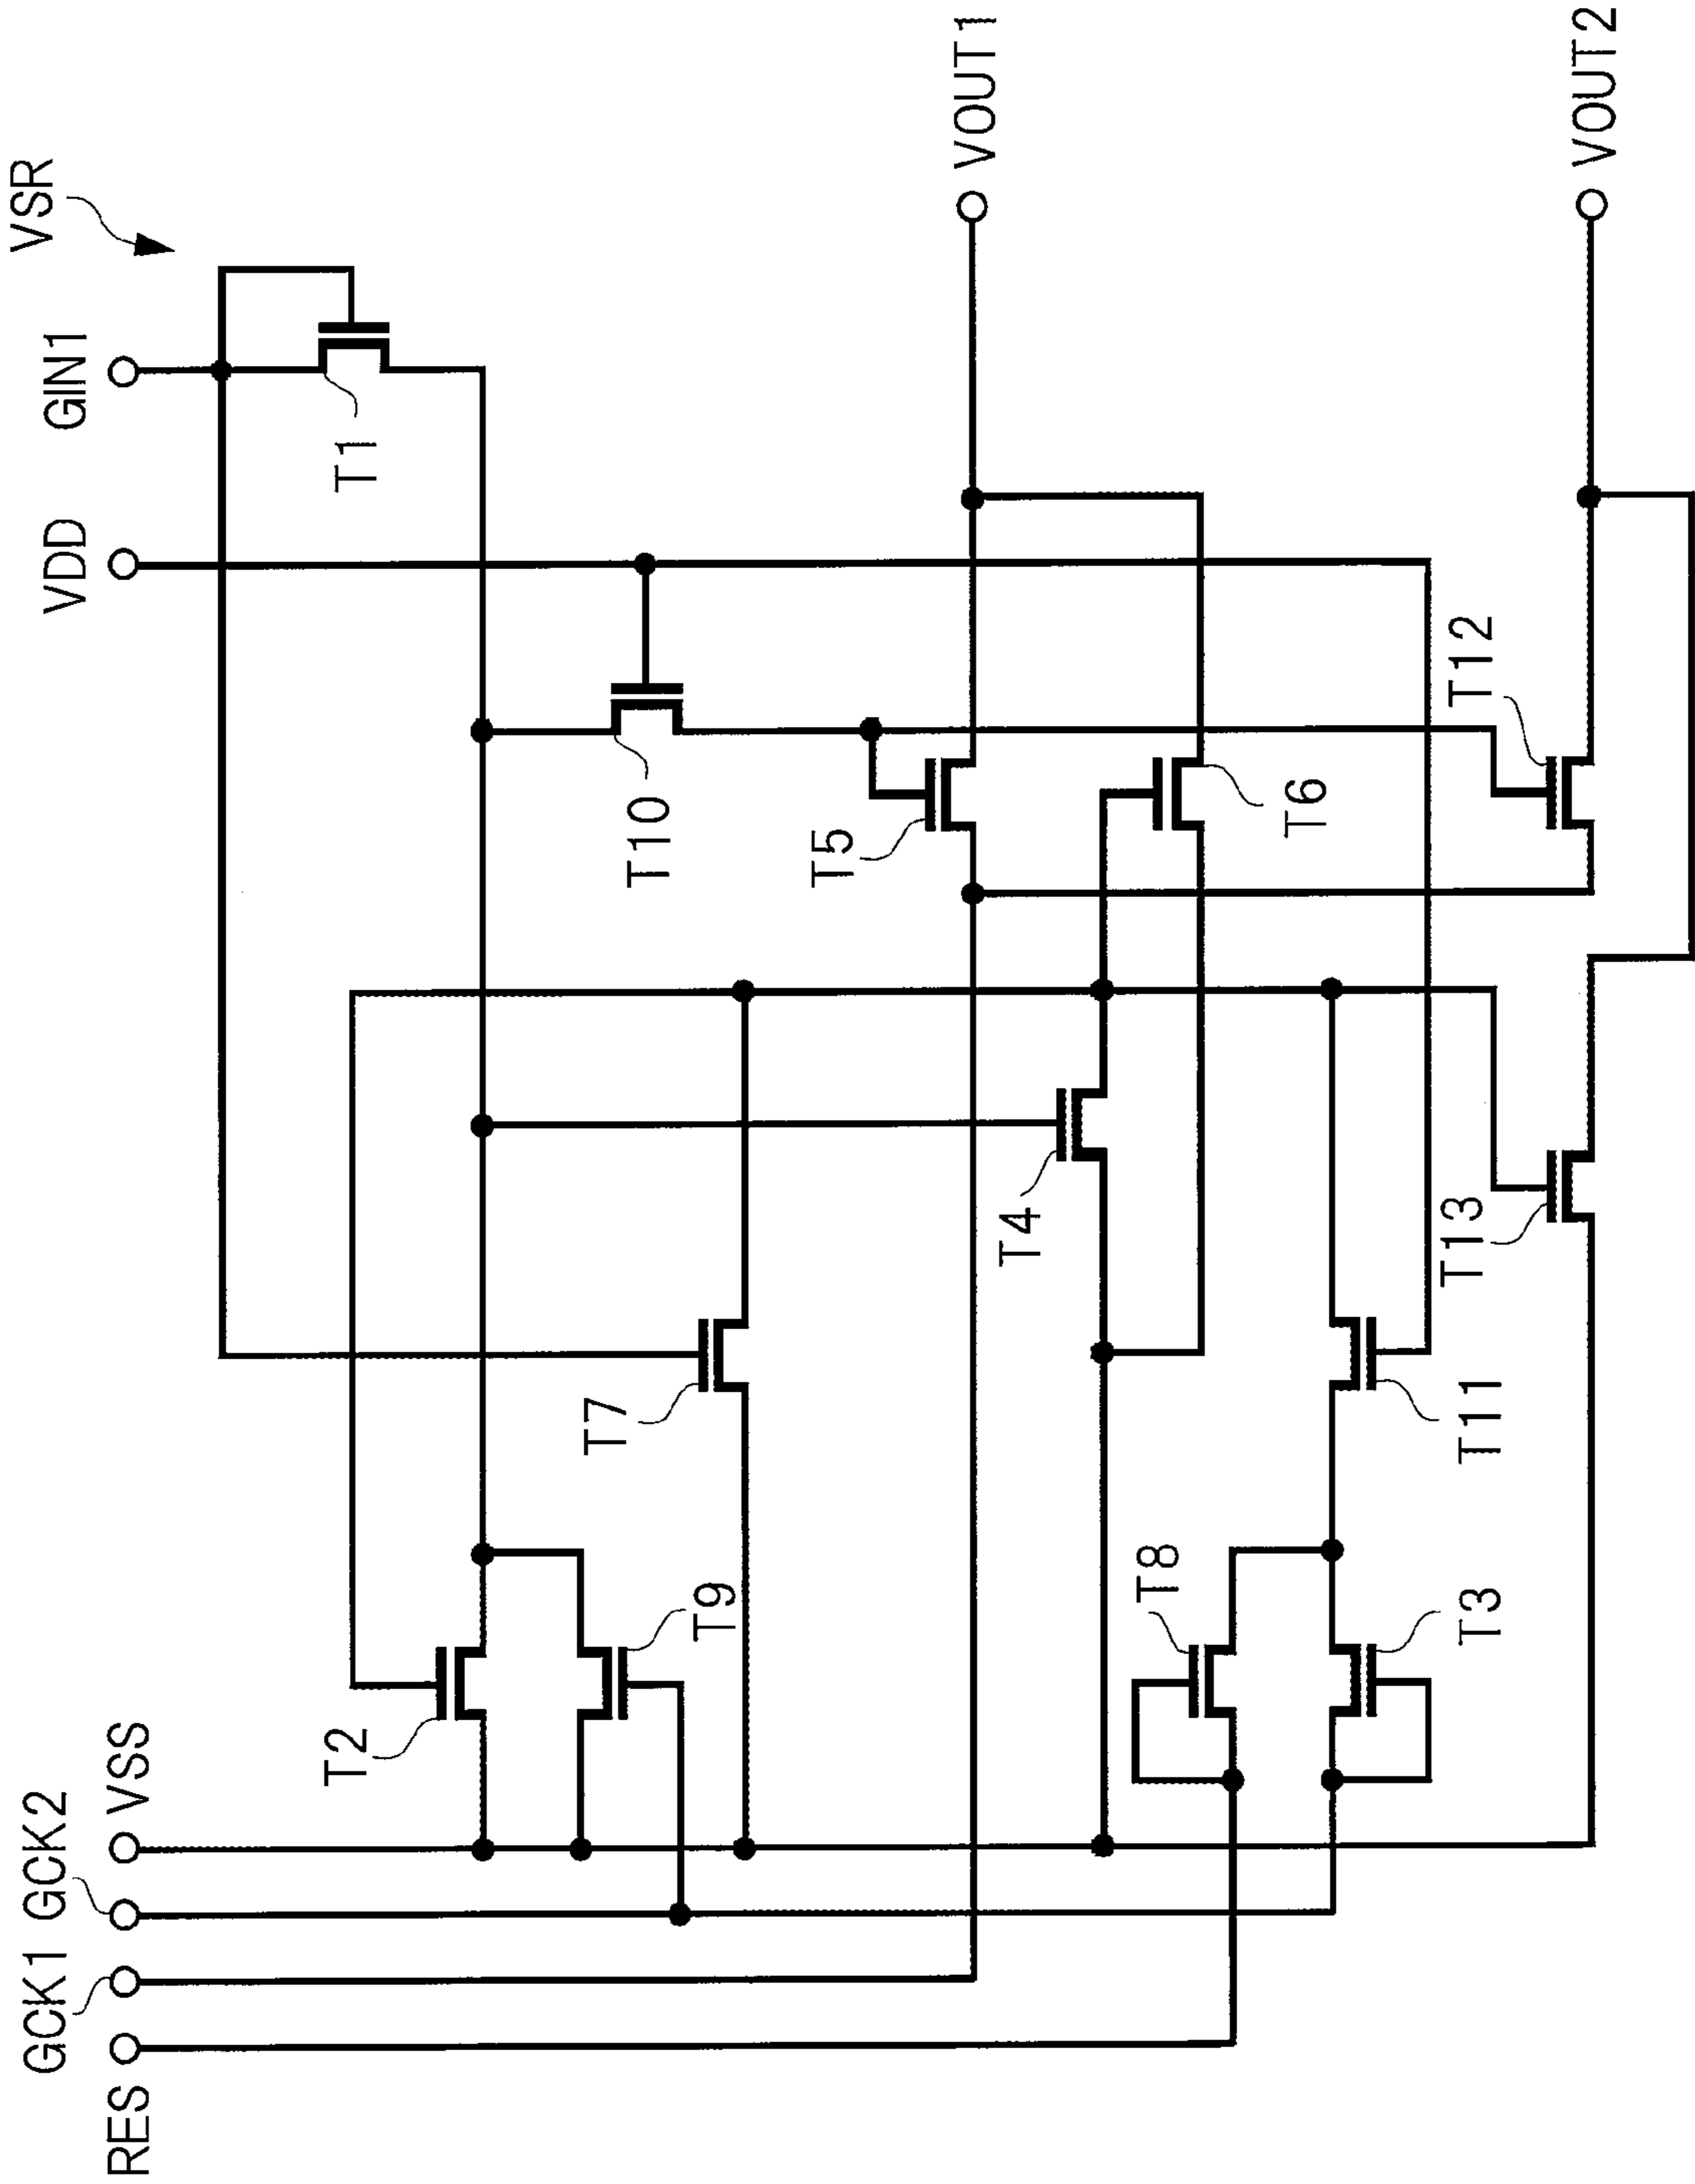 VSR
RES
GCK1
GCK2
VSS
VDD
GIN1
T1
T2
T9
T7
T10
T5
VOUT1
T4
T6
T8
T3
T11
T13
T12
VOUT2